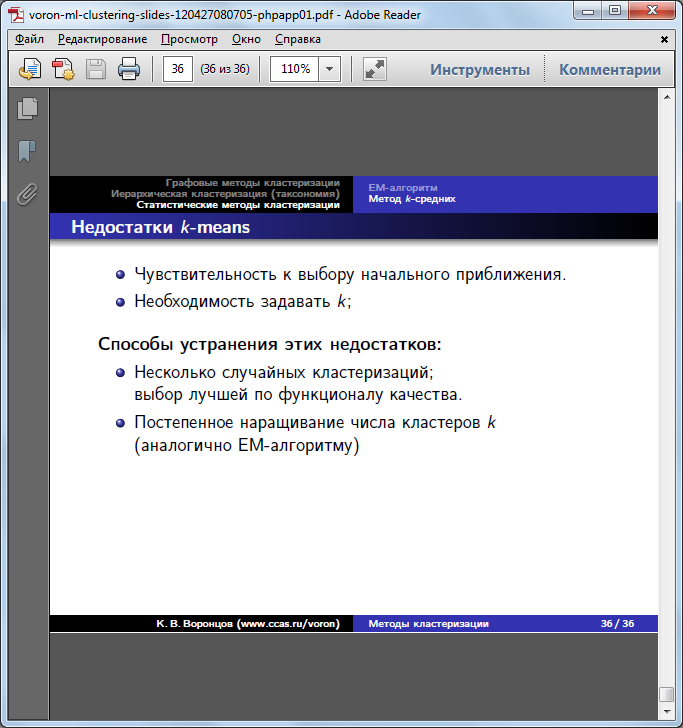 voron-ml-clustering-slides-120427080705-phpapp01.pdf - Adobe Reader
Файл Редактирование Просмотр Окно Справка
36 (36 из 36) 110% Инструменты Комментарии
Графовые методы кластеризации
Иерархическая кластеризация (таксономия)
Статистические методы кластеризации
EM-алгоритм
Метод k-средних
Недостатки k-means
Чувствительность к выбору начального приближения.
Необходимость задавать k;
Способы устранения этих недостатков:
Несколько случайных кластеризаций;
выбор лучшей по функционалу качества.
Постепенное наращивание числа кластеров k
(аналогично EM-алгоритму)
К. В. Воронцов (www.ccas.ru/voron) Методы кластеризации 36 / 36